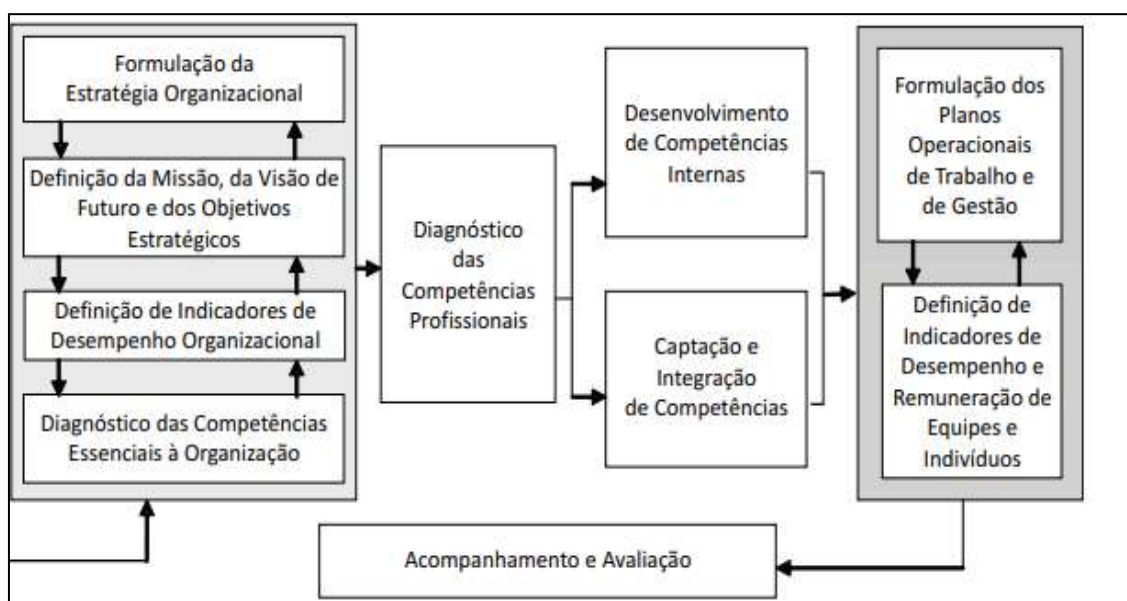 Formulação da
Estratégia Organizacional
Definição da Missão, da Visão de
Futuro e dos Objetivos
Estratégicos
Definição de Indicadores de
Desempenho Organizacional
Diagnóstico das Competências
Essenciais à Organização
Diagnóstico
das
Competências
Profissionais
Desenvolvimento
de Competências
Internas
Captação e
Integração
de Competências
Formulação dos
Planos
Operacionais
de Trabalho e
de Gestão
Definição de
Indicadores de
Desempenho e
Remuneração de
Equipes e
Indivíduos
Acompanhamento e Avaliação